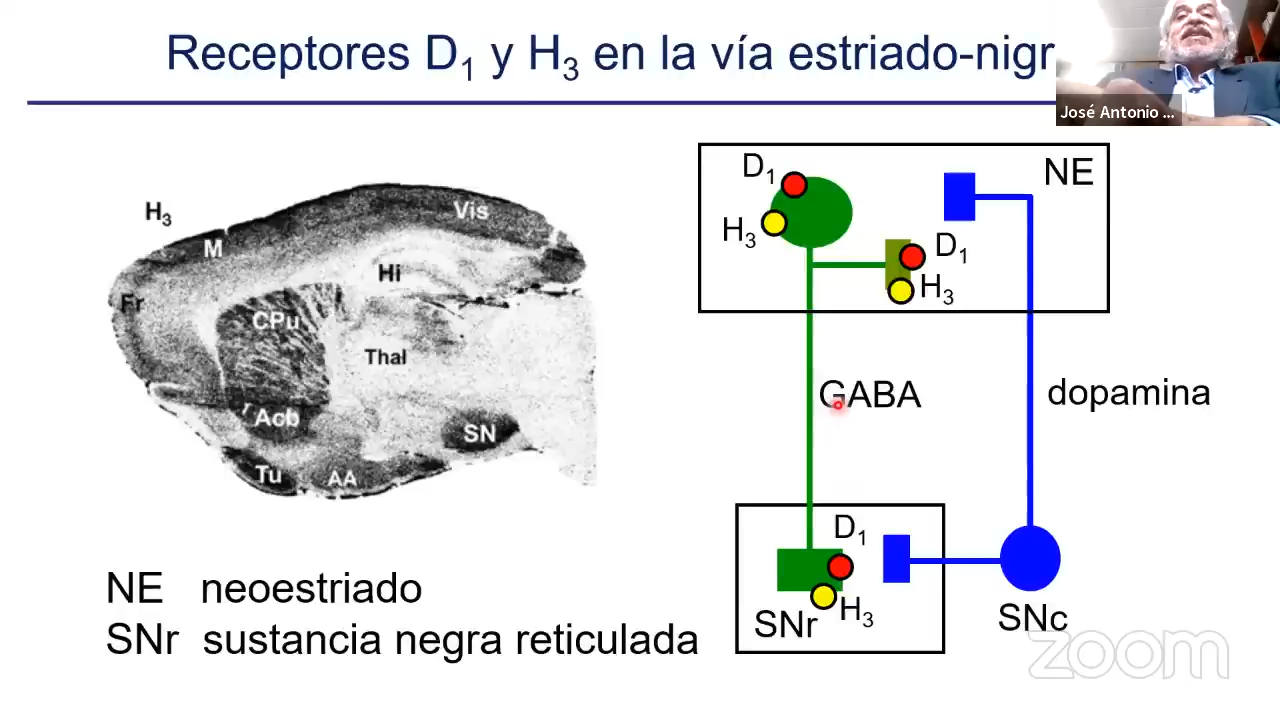 Receptores D₁ y H₃ en la vía estriado-nigr
José Antonio ...
H₃
M
Vis
Fr
Hi
CPu
Thal
Acb
SN
Tu
AA
D₁
NE
H₃
D₁
H₃
GABA
dopamina
D₁
H₃
SNr
SNc
NE neoestriado
SNr sustancia negra reticulada
zoom